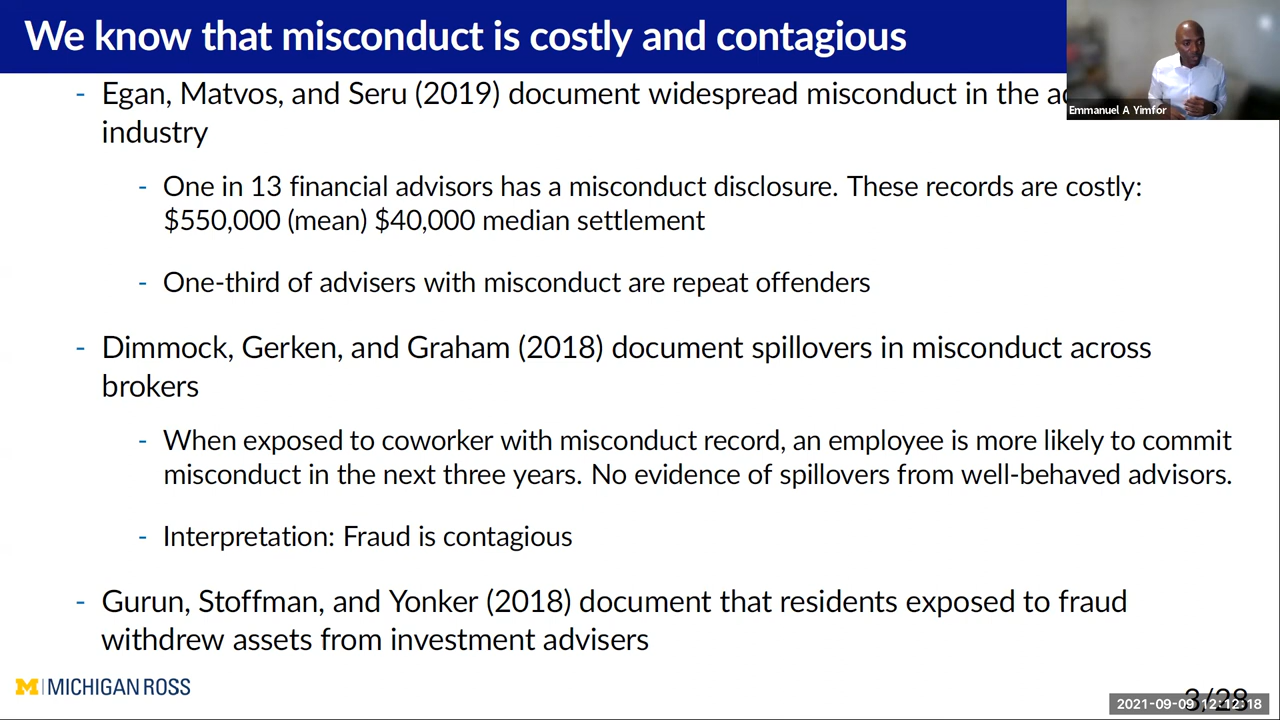 We know that misconduct is costly and contagious
Emmanuel A Yimfor
- Egan, Matvos, and Seru (2019) document widespread misconduct in the
industry
- One in 13 financial advisors has a misconduct disclosure. These records are costly:
$550,000 (mean) $40,000 median settlement
- One-third of advisers with misconduct are repeat offenders
- Dimmock, Gerken, and Graham (2018) document spillovers in misconduct across
brokers
- When exposed to coworker with misconduct record, an employee is more likely to commit
misconduct in the next three years. No evidence of spillovers from well-behaved advisors.
- Interpretation: Fraud is contagious
- Gurun, Stoffman, and Yonker (2018) document that residents exposed to fraud
withdrew assets from investment advisers
M | MICHIGAN ROSS
3/28
2021-09-09 12:12:18